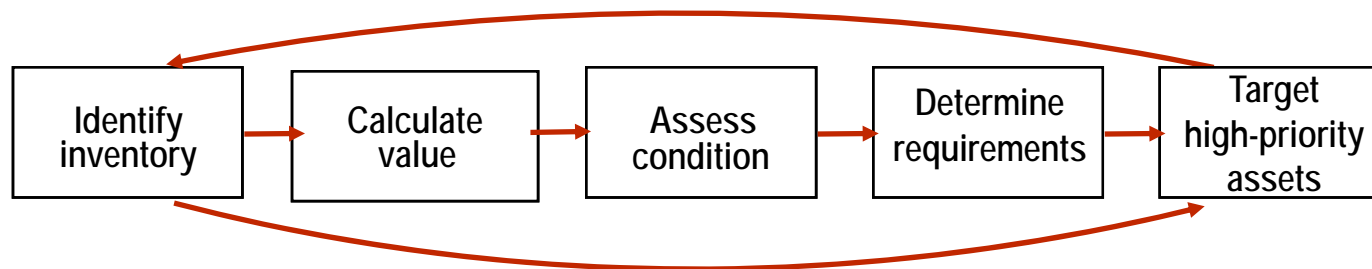 Identify
inventory
Calculate
value
Assess
condition
Determine
requirements
Target
high-priority
assets